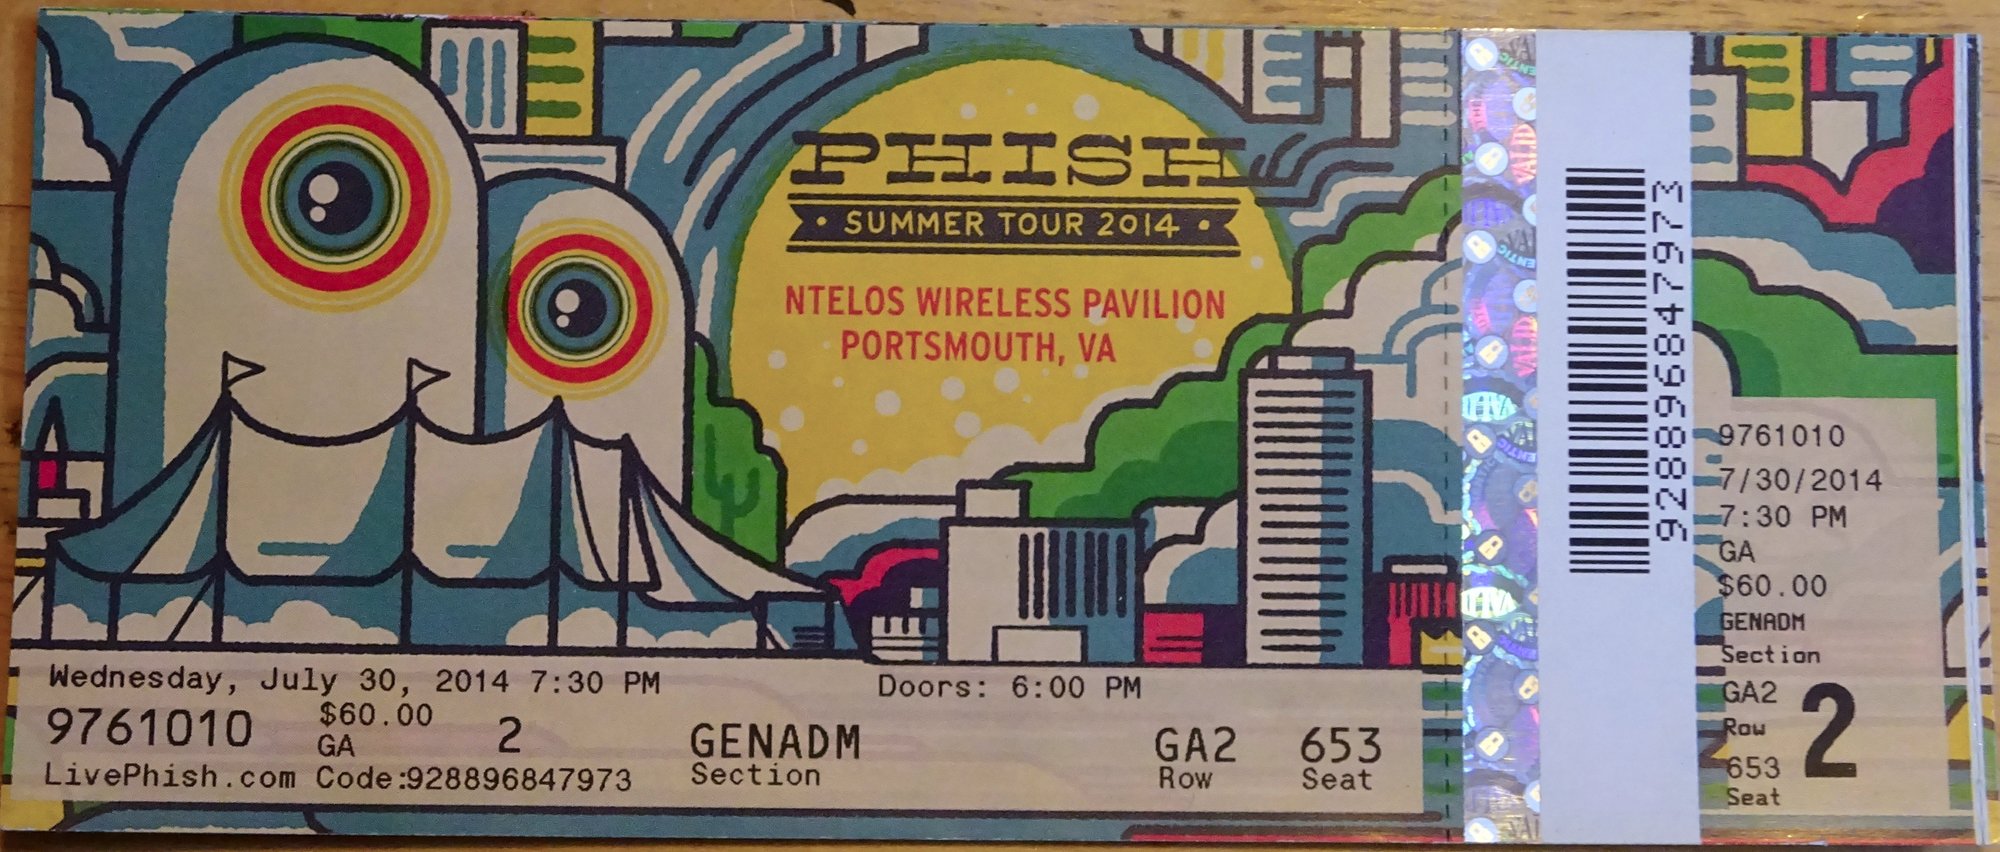 PHISH
• SUMMER TOUR 2014 •
NTELOS WIRELESS PAVILION
PORTSMOUTH, VA
Wednesday, July 30, 2014 7:30 PM
Doors: 6:00 PM
9761010
$60.00
GA
2
GENADM
Section
GA2
Row
653
Seat
LivePhish.com Code:928896847973
VALID
VALID
928896847973
9761010
7/30/2014
7:30 PM
GA
$60.00
GENADM
Section
GA2
Row
653
Seat
2